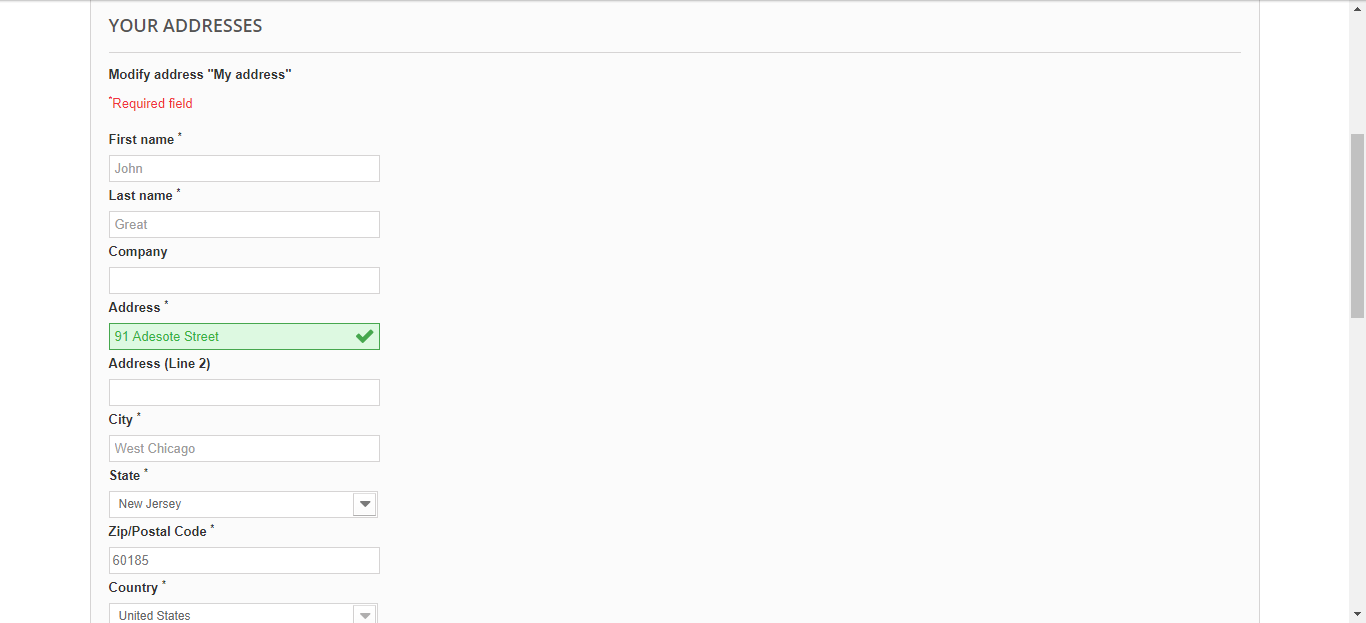 YOUR ADDRESSES
Modify address "My address"
*Required field
First name *
John
Last name *
Great
Company
Address *
91 Adesote Street
Address (Line 2)
City *
West Chicago
State *
New Jersey
Zip/Postal Code *
60185
Country *
United States